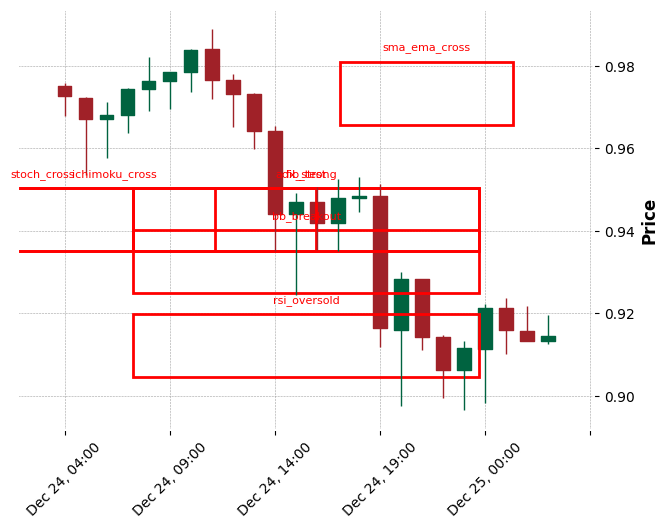 sma_ema_cross
0.98
0.96
stoch_cross
ichimoku_cross
0.94
Price
rsi_oversold
0.92
0.90
Dec 24, 04:00
Dec 24, 09:00
Dec 24, 14:00
Dec 24, 19:00
Dec 25, 00:00